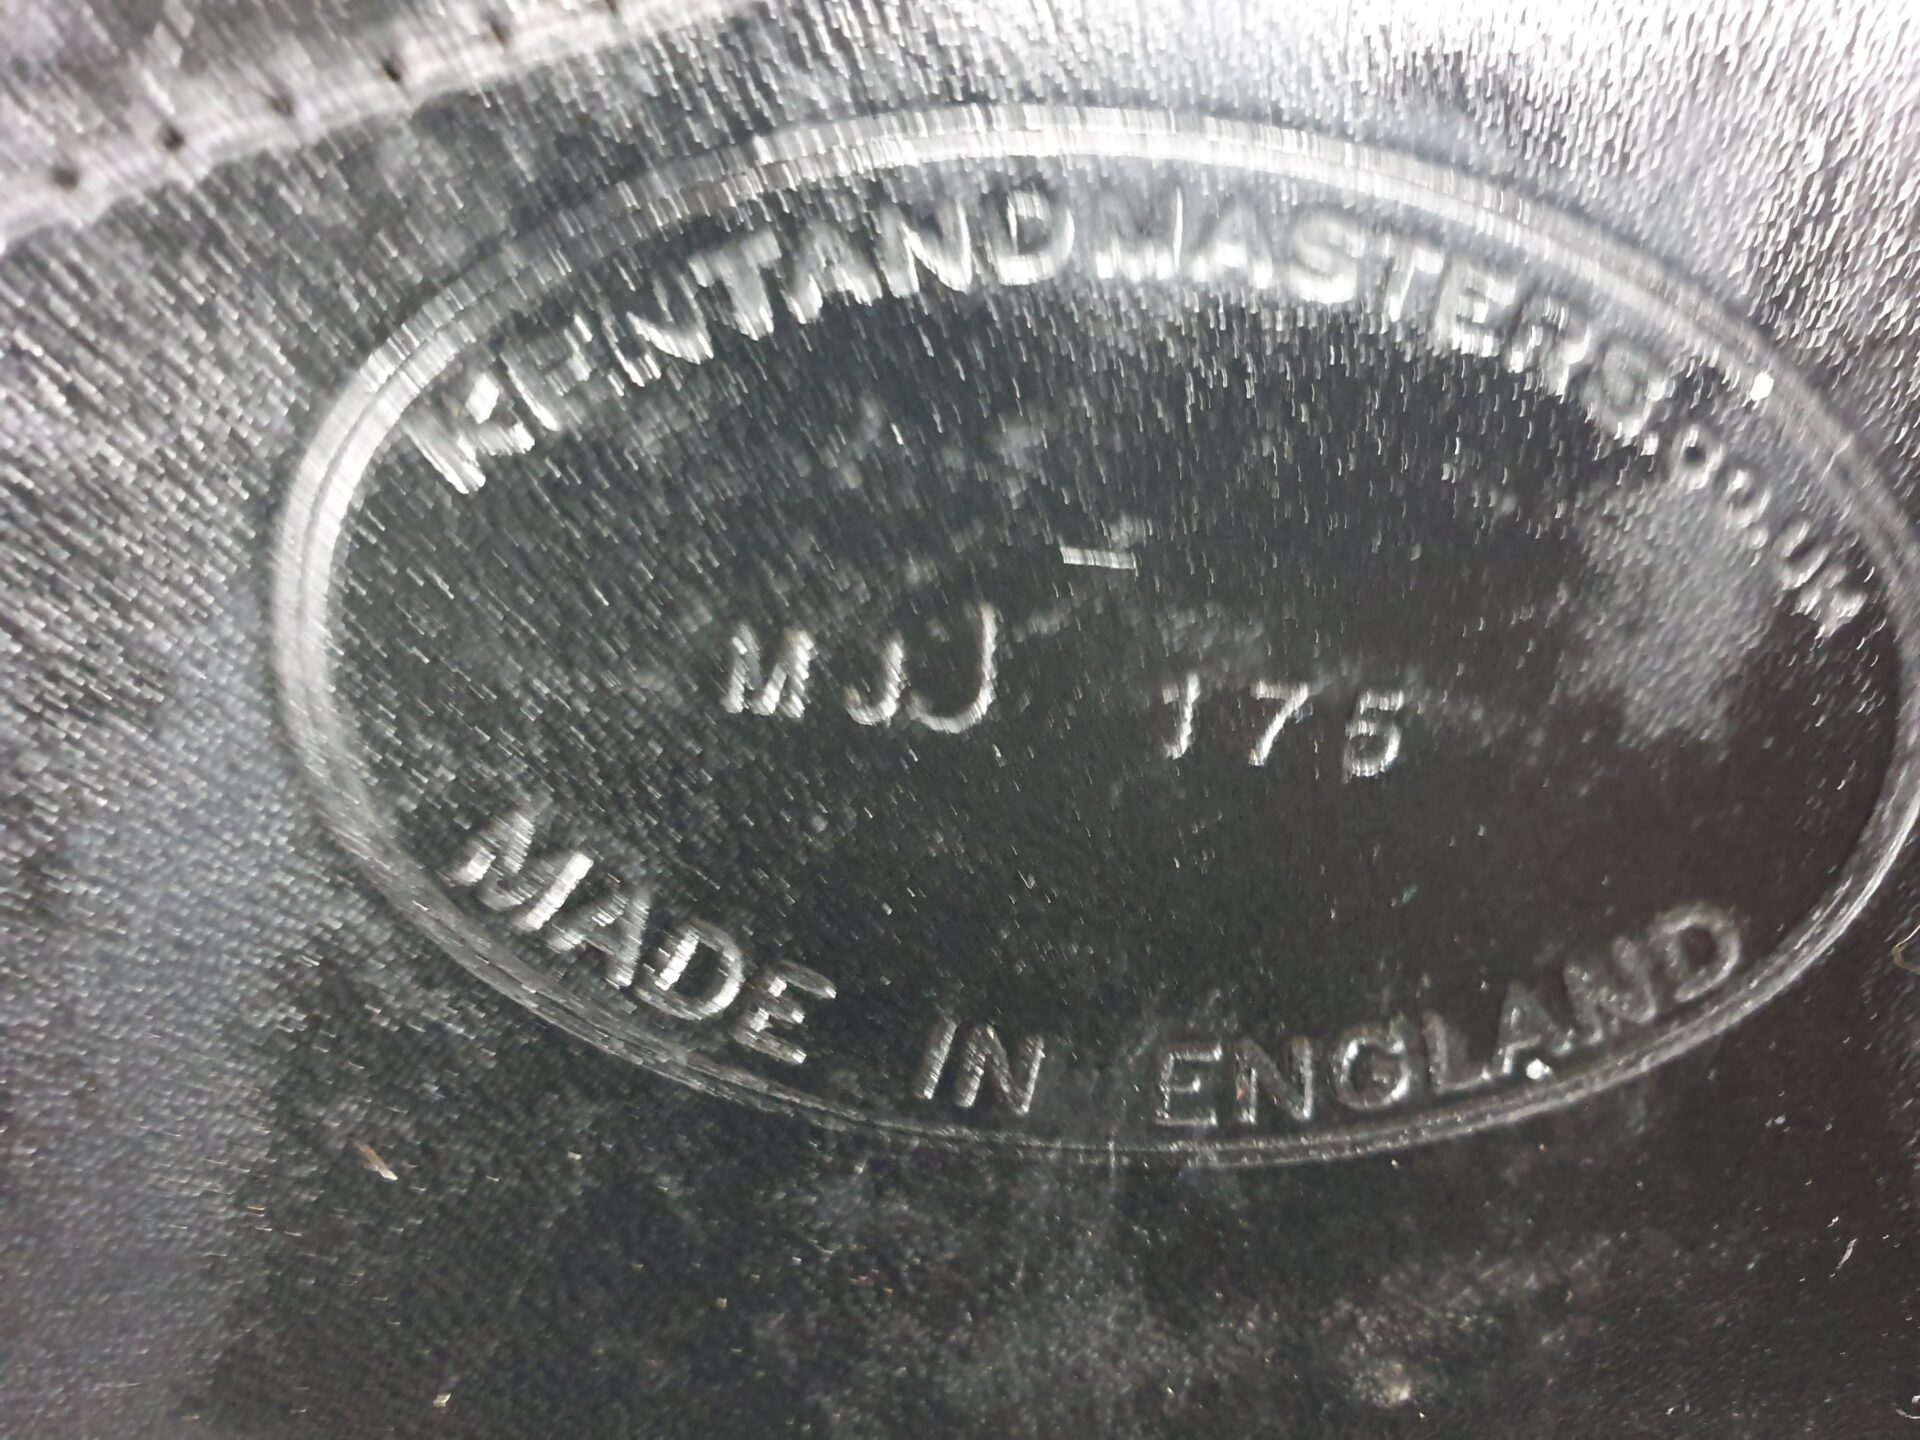 KENTANDMASTERS.CO.UK
MJJ 175
MADE IN ENGLAND